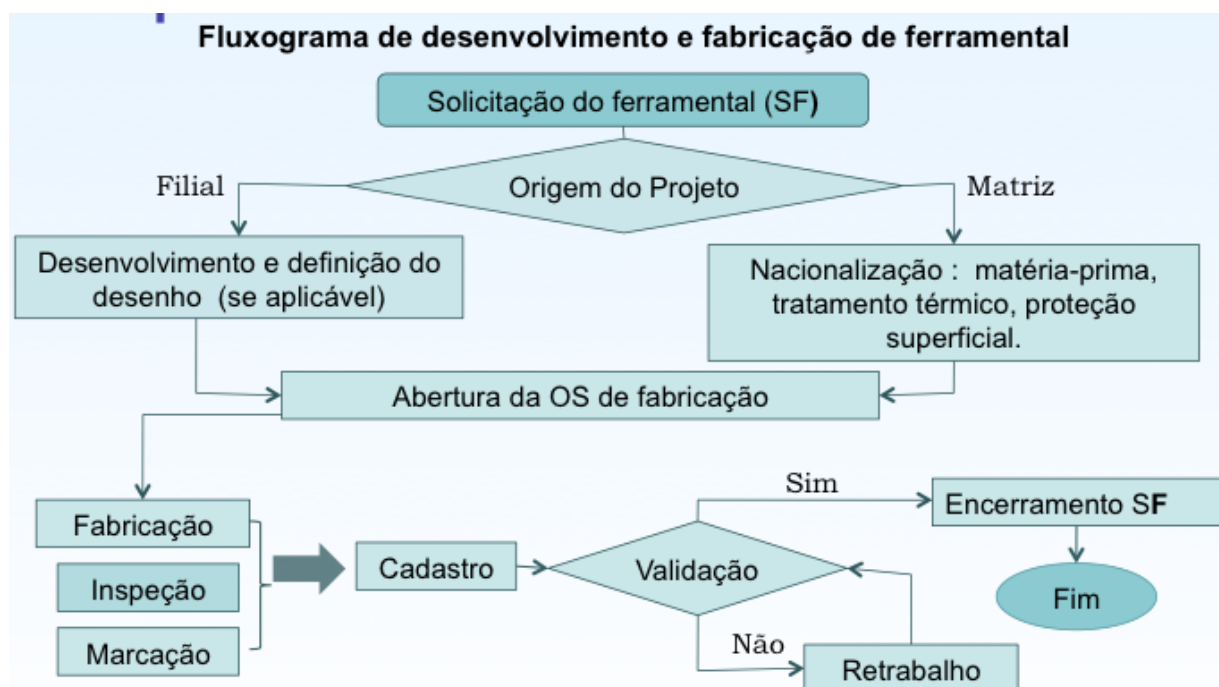 Fluxograma de desenvolvimento e fabricação de ferramental
Solicitação do ferramental (SF)
Origem do Projeto
Filial
Matriz
Desenvolvimento e definição do
desenho (se aplicável)
Nacionalização : matéria-prima,
tratamento térmico, proteção
superficial.
Abertura da OS de fabricação
Fabricação
Inspeção
Marcação
Cadastro
Validação
Sim
Encerramento SF
Fim
Não
Retrabalho